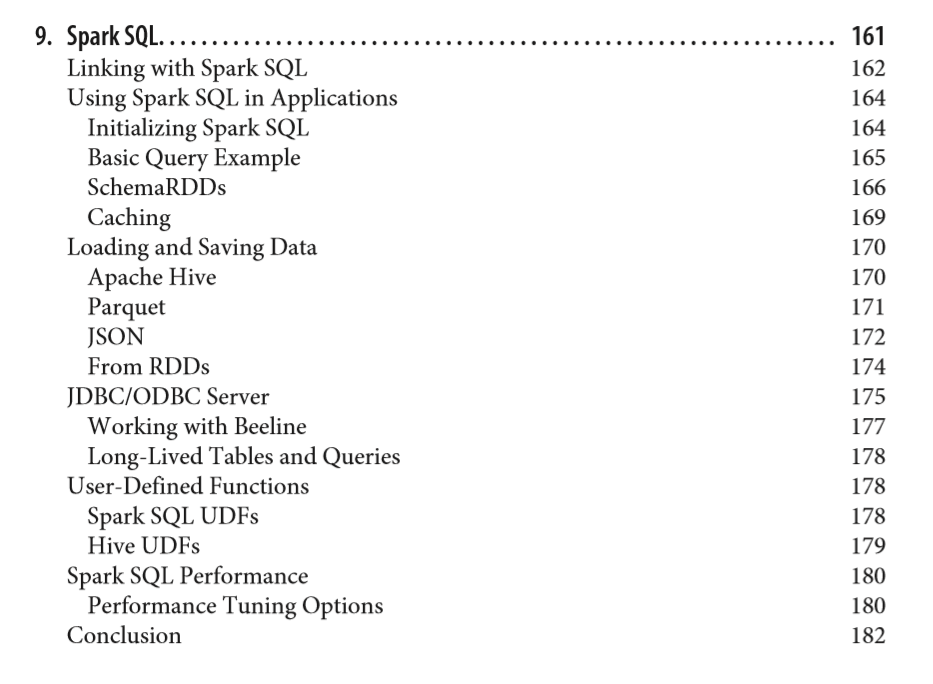 9. Spark SQL. . . . . . . . . . . . . . . . . . . . . . . . . . . . . . . . . . . . . . . . . . . . . . . . . . . . . . . . . . . . . . . . . 161
Linking with Spark SQL 162
Using Spark SQL in Applications 164
Initializing Spark SQL 164
Basic Query Example 165
SchemaRDDs 166
Caching 169
Loading and Saving Data 170
Apache Hive 170
Parquet 171
JSON 172
From RDDs 174
JDBC/ODBC Server 175
Working with Beeline 177
Long-Lived Tables and Queries 178
User-Defined Functions 178
Spark SQL UDFs 178
Hive UDFs 179
Spark SQL Performance 180
Performance Tuning Options 180
Conclusion 182